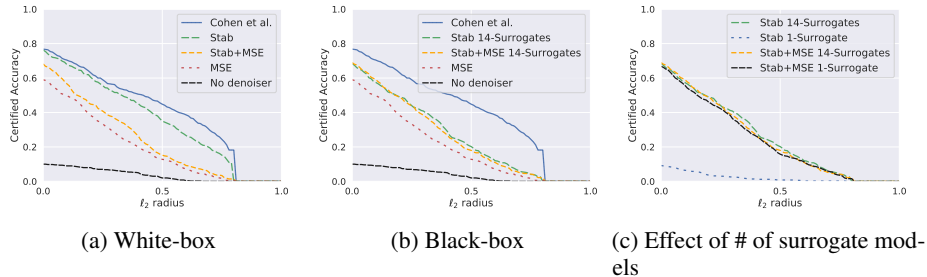 1.0
0.8
0.6
0.4
0.2
0.0
Certified Accuracy
Cohen et al.
Stab
Stab+MSE
MSE
No denoiser
0.0 0.5 1.0
ℓ₂ radius
(a) White-box
1.0
0.8
0.6
0.4
0.2
0.0
Certified Accuracy
Cohen et al.
Stab 14-Surrogates
Stab+MSE 14-Surrogates
MSE
No denoiser
0.0 0.5 1.0
ℓ₂ radius
(b) Black-box
1.0
0.8
0.6
0.4
0.2
0.0
Certified Accuracy
Stab 14-Surrogates
Stab 1-Surrogate
Stab+MSE 14-Surrogates
Stab+MSE 1-Surrogate
0.0 0.5 1.0
ℓ₂ radius
(c) Effect of # of surrogate mod-
els